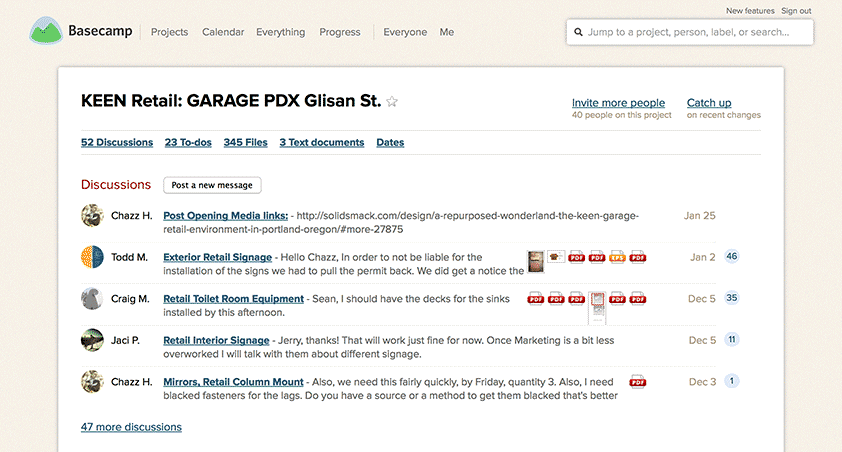 New features Sign out
Basecamp Projects Calendar Everything Progress Everyone Me
Jump to a project, person, label, or search...
KEEN Retail: GARAGE PDX Glisan St.
Invite more people Catch up
40 people on this project on recent changes
52 Discussions 23 To-dos 345 Files 3 Text documents Dates
Discussions Post a new message
Chazz H. Post Opening Media links: - http://solidsmack.com/design/a-repurposed-wonderland-the-keen-garage- Jan 25
retail-environment-in-portland-oregon/#more-27875
Todd M. Exterior Retail Signage - Hello Chazz, In order to not be liable for the PDF PDF EPS PDF Jan 2 46
installation of the signs we had to pull the permit back. We did get a notice the
Craig M. Retail Toilet Room Equipment - Sean, I should have the decks for the sinks PDF PDF PDF PDF PDF Dec 5 35
installed by this afternoon.
Jaci P. Retail Interior Signage - Jerry, thanks! That will work just fine for now. Once Marketing is a bit less Dec 5 11
overworked I will talk with them about different signage.
Chazz H. Mirrors, Retail Column Mount - Also, we need this fairly quickly, by Friday, quantity 3. Also, I need PDF Dec 3 1
blacked fasteners for the lags. Do you have a source or a method to get them blacked that's better
47 more discussions